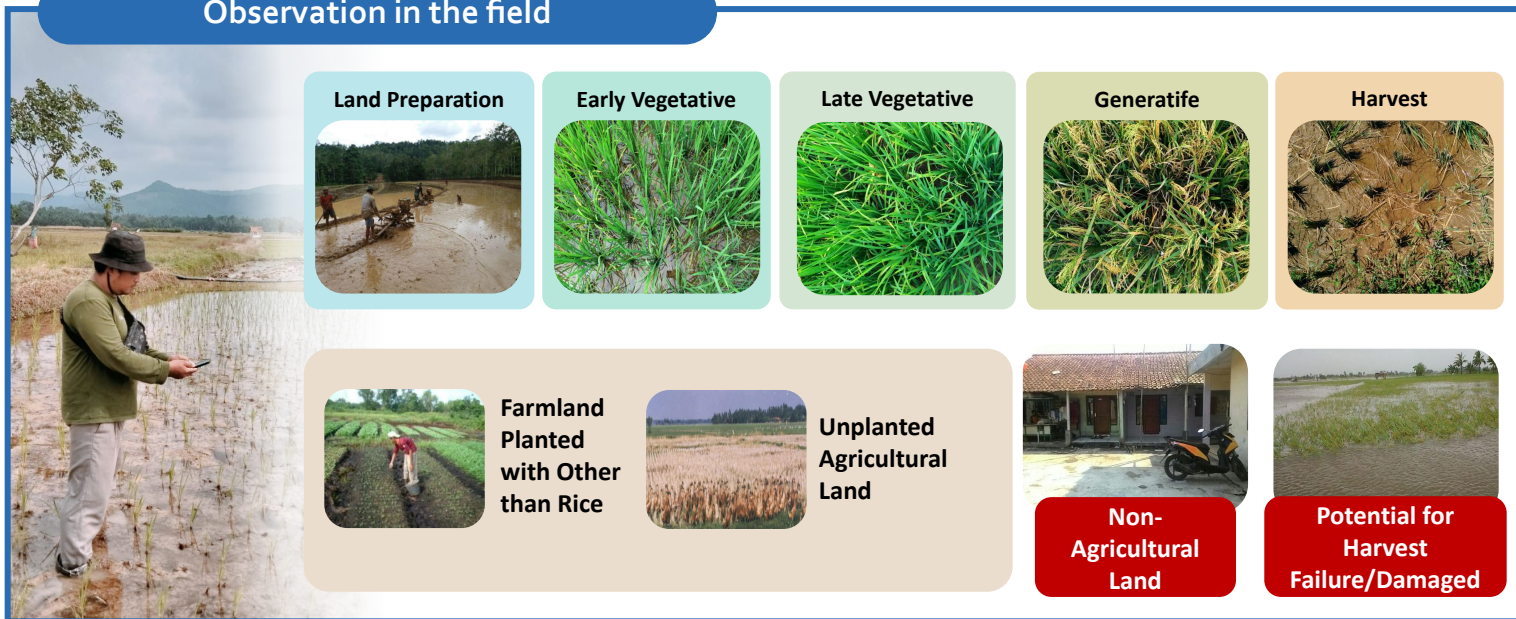 Observation in the field
Land Preparation
Early Vegetative
Late Vegetative
Generatife
Harvest
Farmland
Planted
with Other
than Rice
Unplanted
Agricultural
Land
Non-
Agricultural
Land
Potential for
Harvest
Failure/Damaged